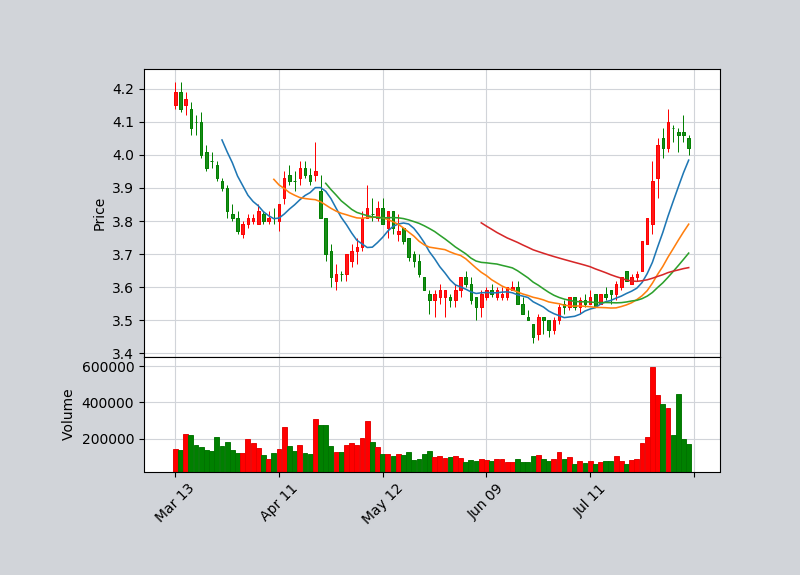 4.2
4.1
4.0
3.9
3.8
3.7
3.6
3.5
3.4
Price
600000
400000
200000
Volume
Mar 13
Apr 11
May 12
Jun 09
Jul 11